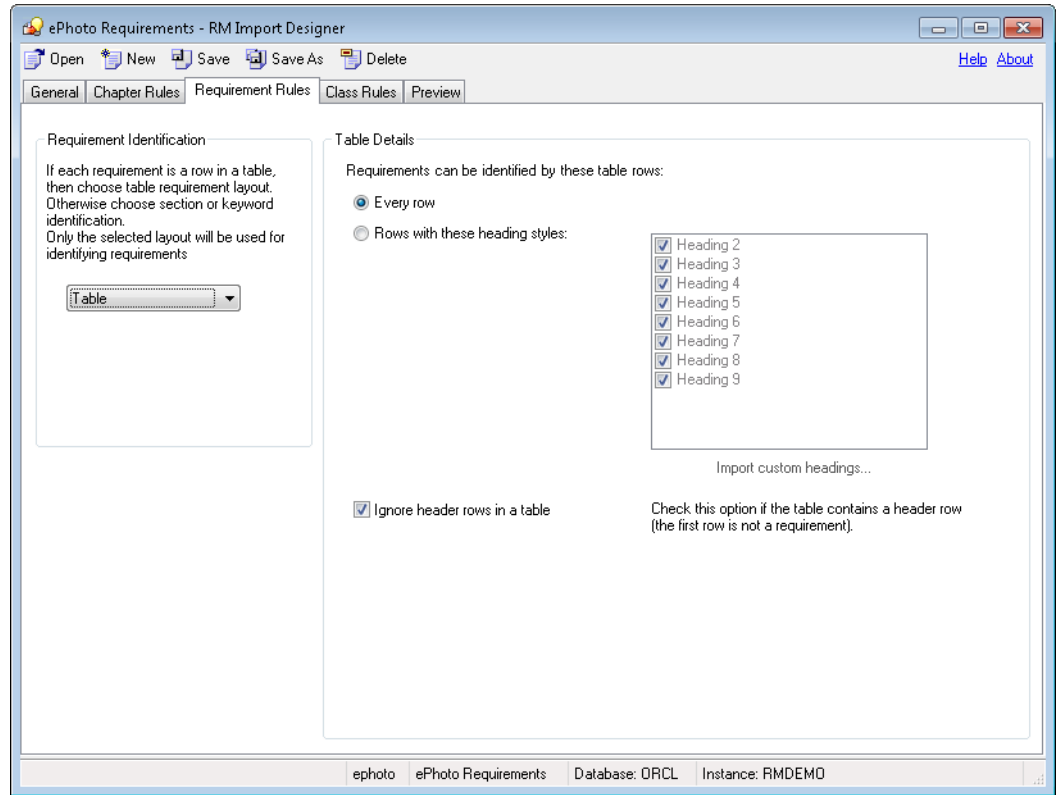 ePhoto Requirements - RM Import Designer
Open New Save Save As Delete Help About
General Chapter Rules Requirement Rules Class Rules Preview
Requirement Identification
If each requirement is a row in a table,
then choose table requirement layout.
Otherwise choose section or keyword
identification.
Only the selected layout will be used for
identifying requirements
Table
Table Details
Requirements can be identified by these table rows:
Every row
Rows with these heading styles:
Heading 2
Heading 3
Heading 4
Heading 5
Heading 6
Heading 7
Heading 8
Heading 9
Import custom headings...
Ignore header rows in a table
Check this option if the table contains a header row
(the first row is not a requirement).
ephoto ePhoto Requirements Database: ORCL Instance: RMDEMO